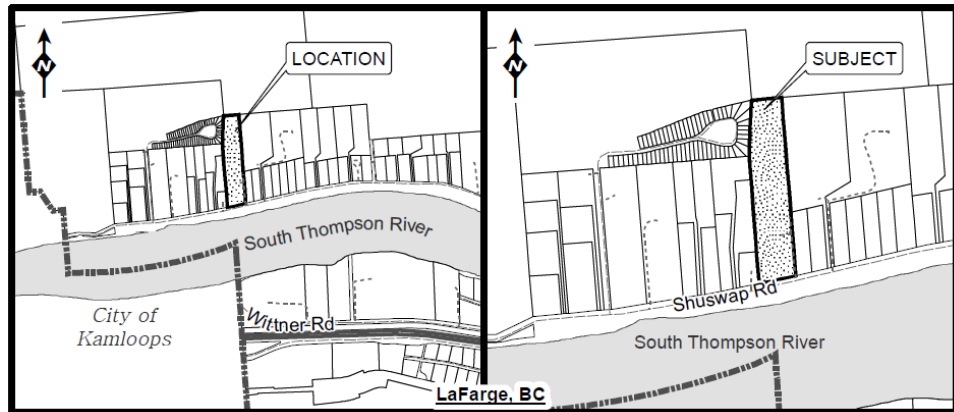 N
LOCATION
South Thompson River
City of
Kamloops
Wittner Rd
N
SUBJECT
Shuswap Rd
South Thompson River
LaFarge, BC